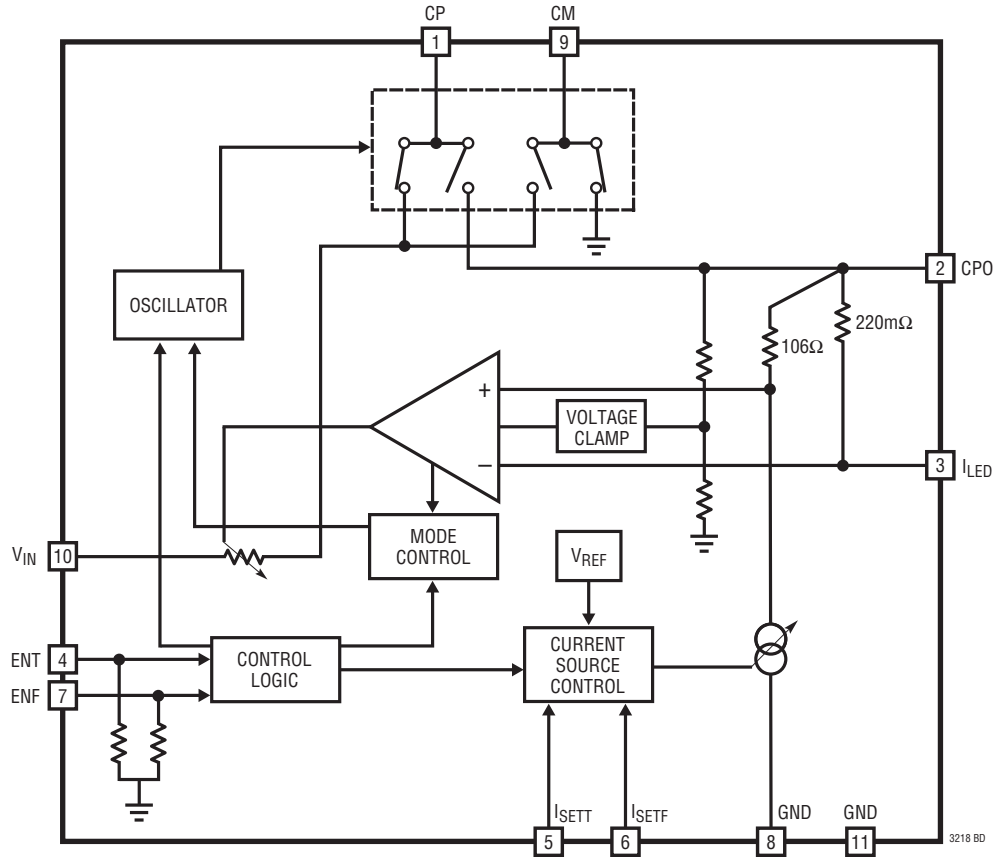 CP CM
1 9
OSCILLATOR
2 CPO
220mΩ
106Ω
+
VOLTAGE
CLAMP
–
3 ILED
MODE
CONTROL
VREF
VIN 10
ENT 4
CONTROL
LOGIC
CURRENT
SOURCE
CONTROL
ENF 7
ISETT ISETF GND GND
5 6 8 11
3218 BD